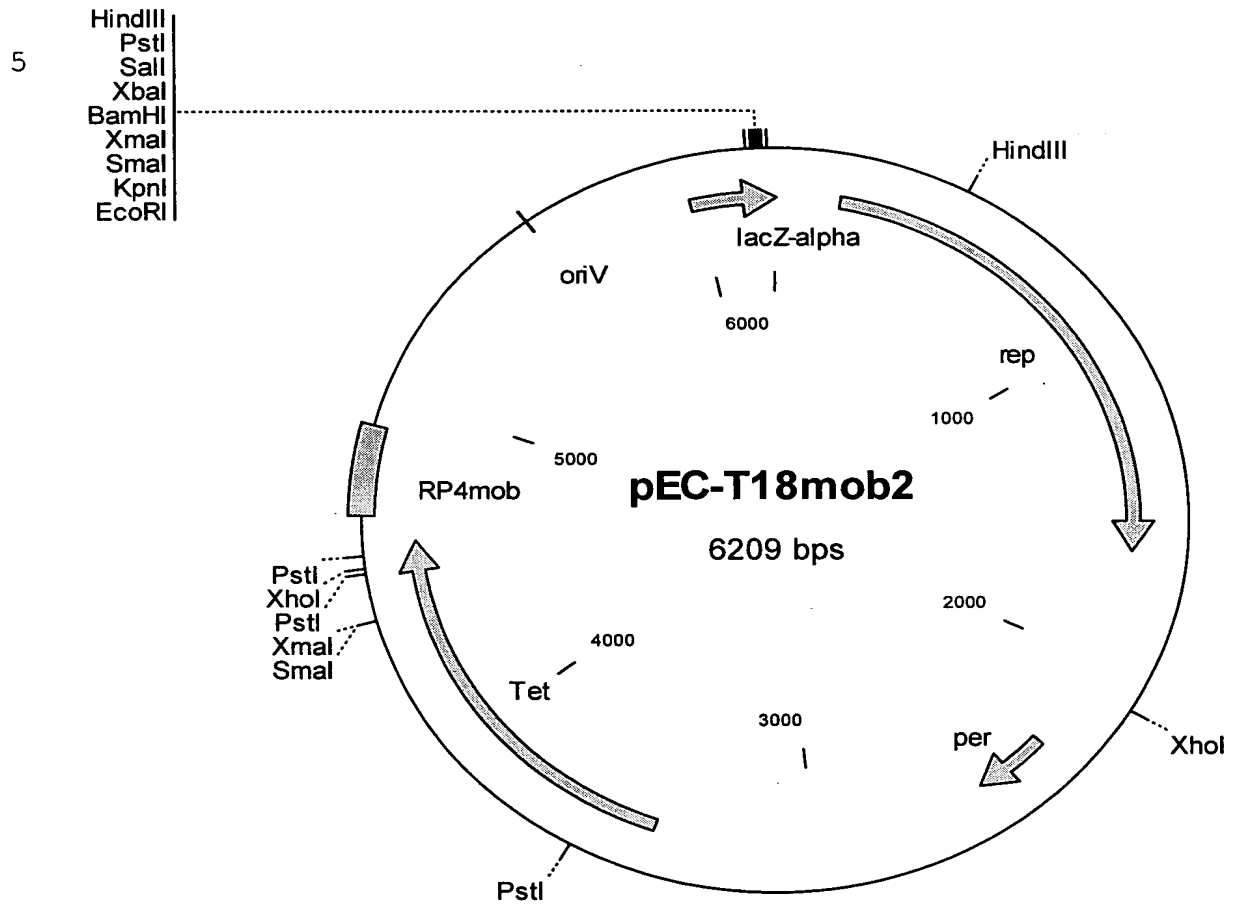 5
HindIII
PstI
SalI
XbaI
BamHI
XmaI
SmaI
KpnI
EcoRI
HindIII
lacZ-alpha
oriV
6000
rep
1000
5000
RP4mob
pEC-T18mob2
6209 bps
PstI
XhoI
PstI
XmaI
SmaI
2000
4000
Tet
3000
per
XhoI
PstI